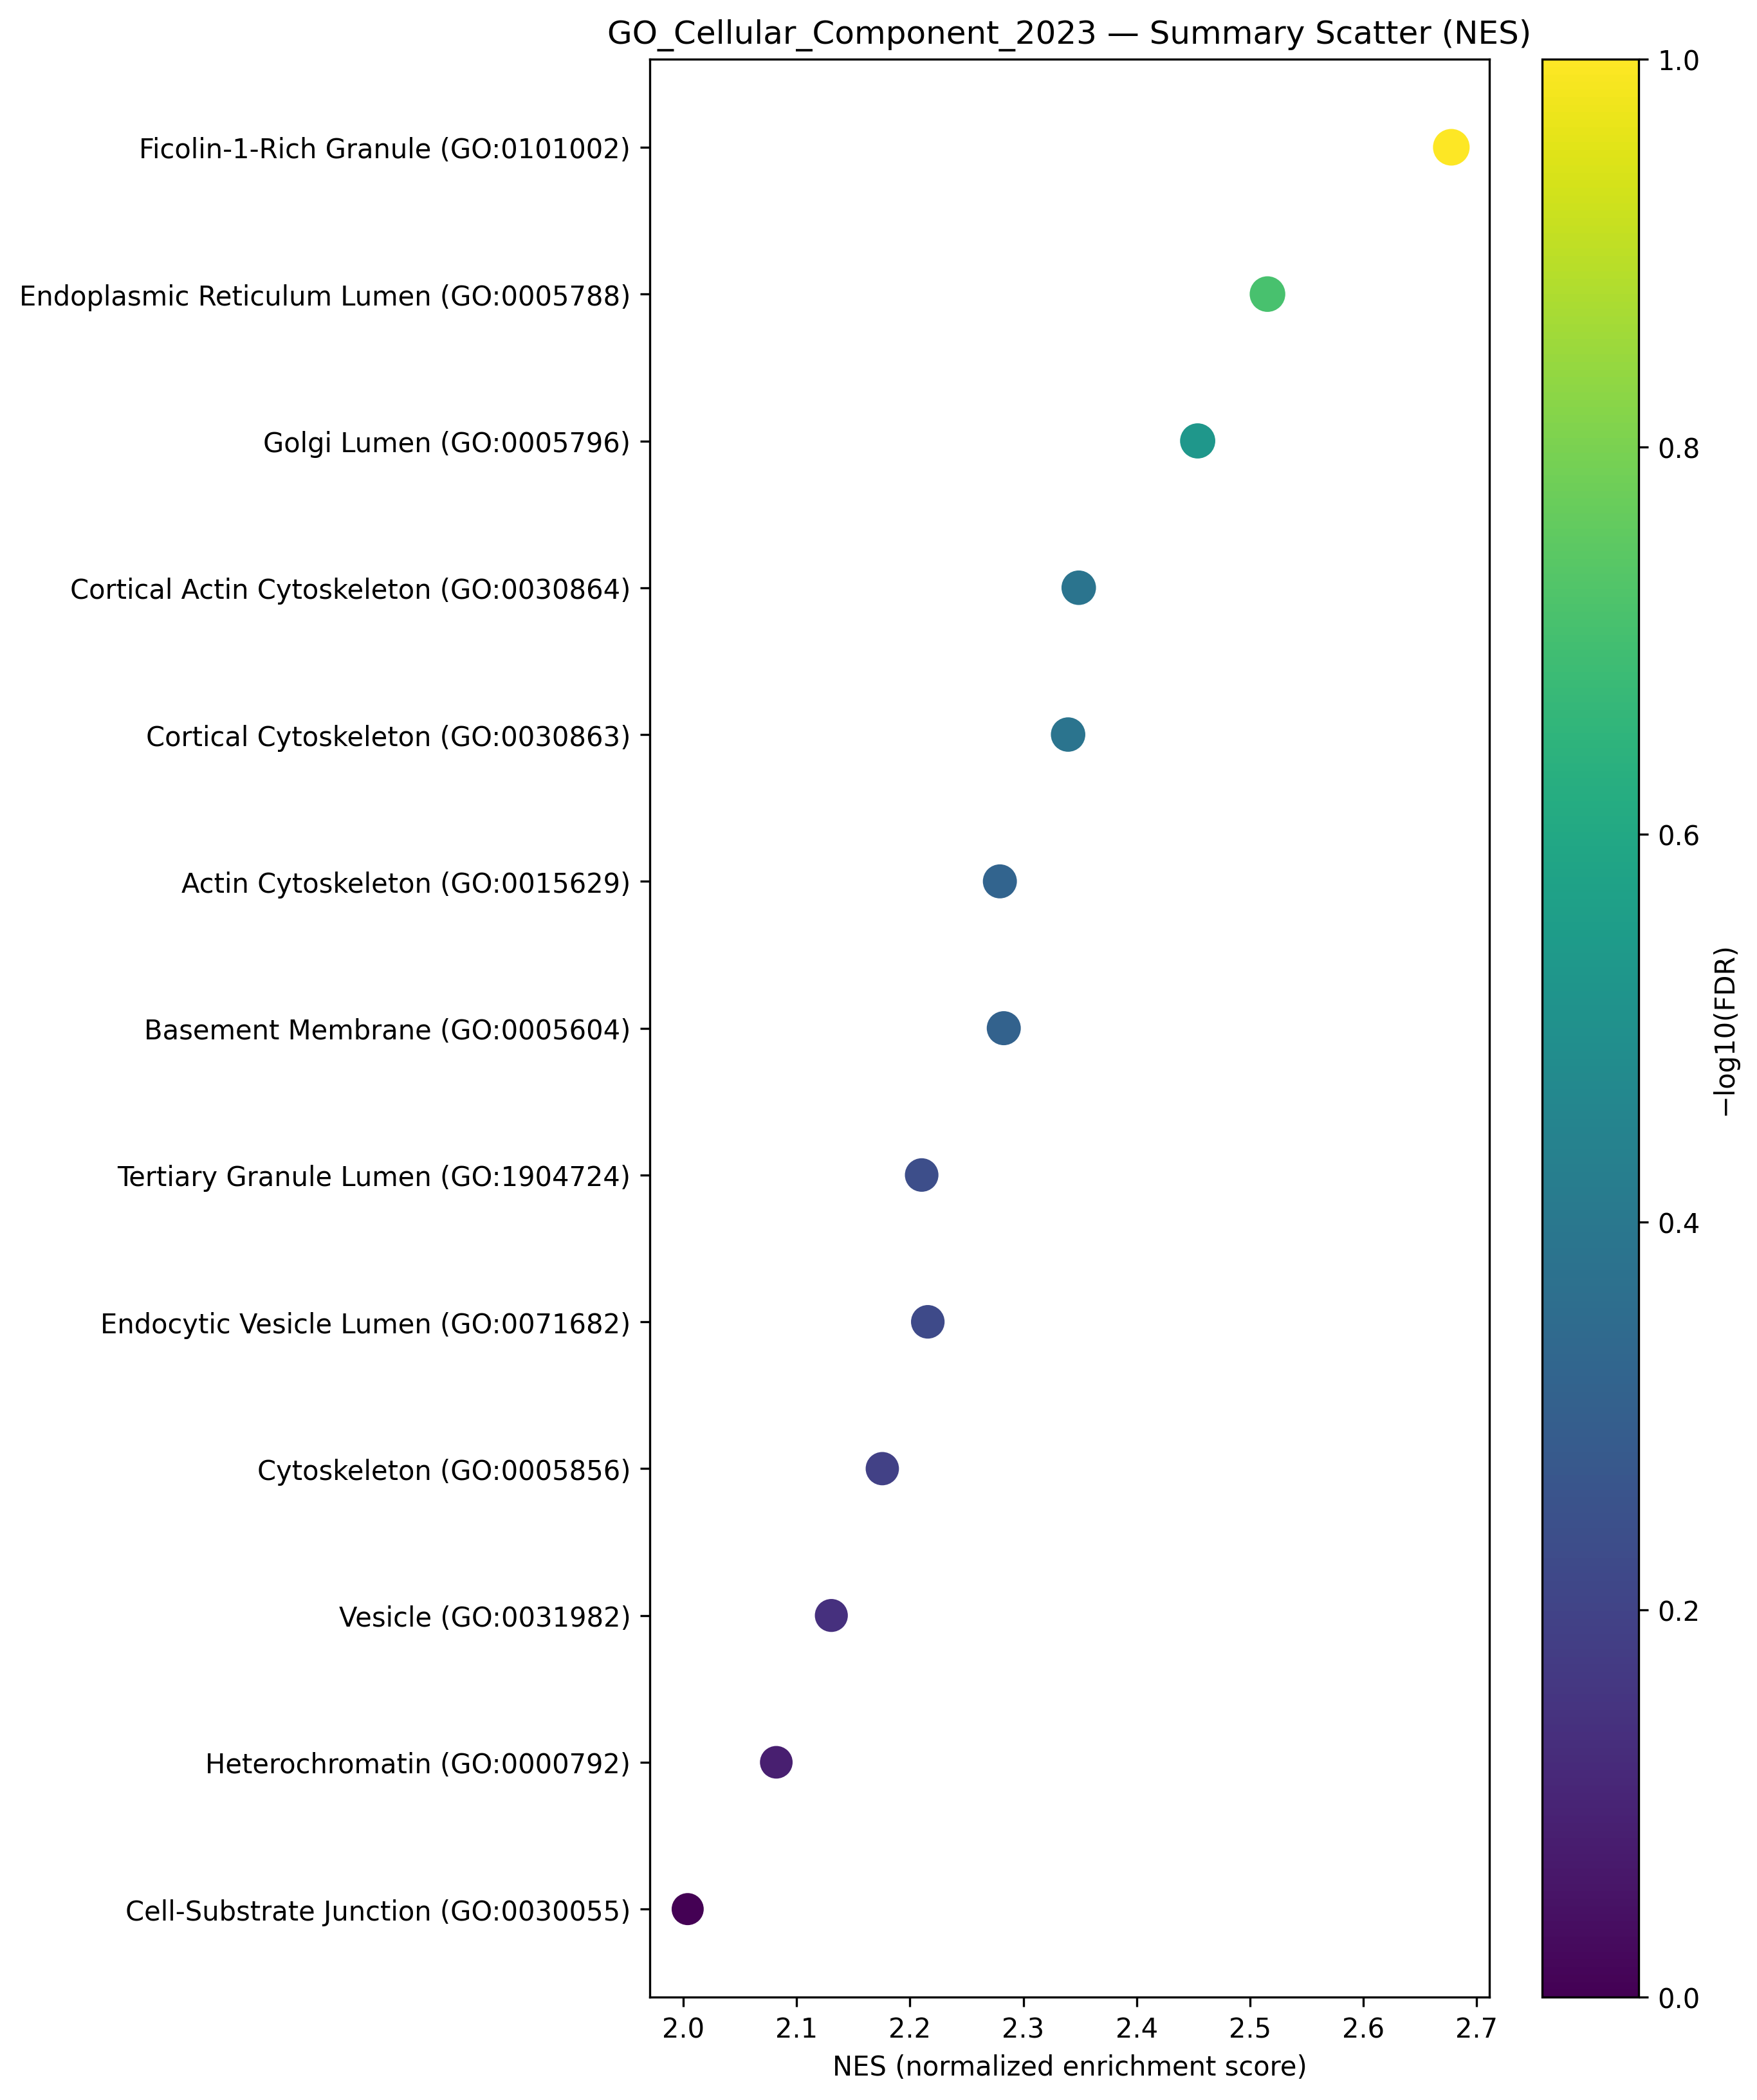 GO_Cellular_Component_2023 — Summary Scatter (NES)
Ficolin-1-Rich Granule (GO:0101002)
Endoplasmic Reticulum Lumen (GO:0005788)
Golgi Lumen (GO:0005796)
Cortical Actin Cytoskeleton (GO:0030864)
Cortical Cytoskeleton (GO:0030863)
Actin Cytoskeleton (GO:0015629)
Basement Membrane (GO:0005604)
Tertiary Granule Lumen (GO:1904724)
Endocytic Vesicle Lumen (GO:0071682)
Cytoskeleton (GO:0005856)
Vesicle (GO:0031982)
Heterochromatin (GO:0000792)
Cell-Substrate Junction (GO:0030055)
2.0 2.1 2.2 2.3 2.4 2.5 2.6 2.7
NES (normalized enrichment score)
1.0
0.8
0.6
0.4
0.2
0.0
−log10(FDR)